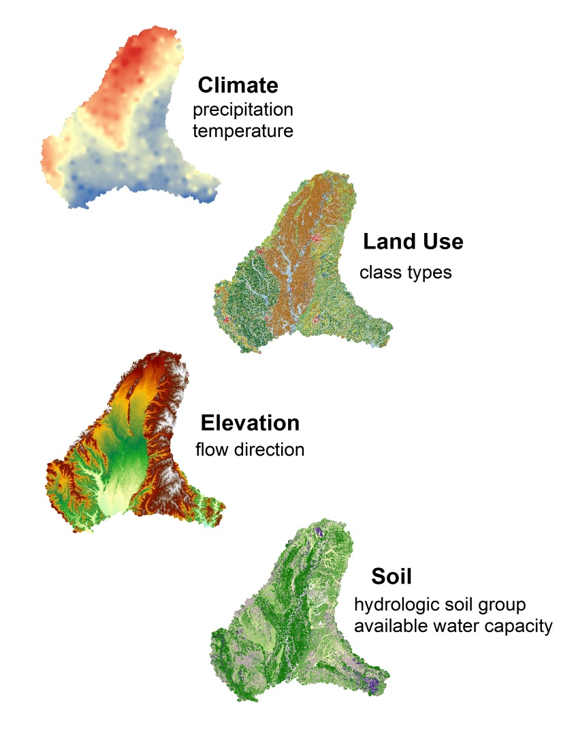 Climate
precipitation
temperature
Land Use
class types
Elevation
flow direction
Soil
hydrologic soil group
available water capacity